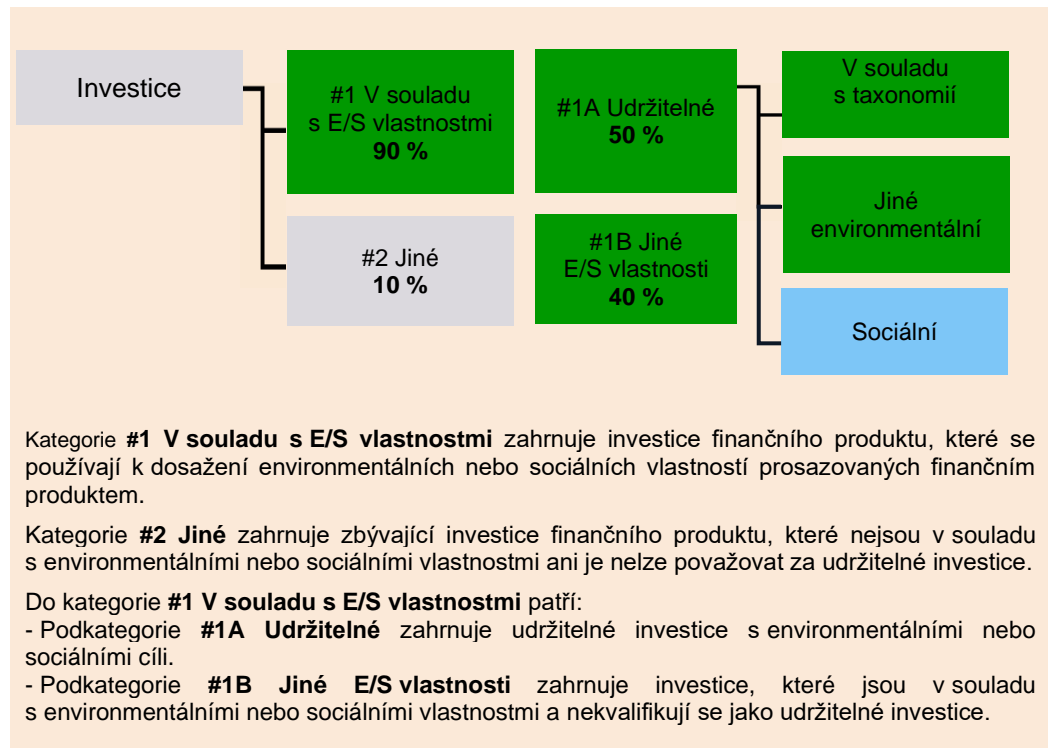 Investice
#1 V souladu
s E/S vlastnostmi
90 %
#2 Jiné
10 %
#1A Udržitelné
50 %
#1B Jiné
E/S vlastnosti
40 %
V souladu
s taxonomií
Jiné
environmentální
Sociální
Kategorie #1 V souladu s E/S vlastnostmi zahrnuje investice finančního produktu, které se
používají k dosažení environmentálních nebo sociálních vlastností prosazovaných finančním
produktem.
Kategorie #2 Jiné zahrnuje zbývající investice finančního produktu, které nejsou v souladu
s environmentálními nebo sociálními vlastnostmi ani je nelze považovat za udržitelné investice.
Do kategorie #1 V souladu s E/S vlastnostmi patří:
- Podkategorie #1A Udržitelné zahrnuje udržitelné investice s environmentálními nebo
sociálními cíli.
- Podkategorie #1B Jiné E/S vlastnosti zahrnuje investice, které jsou v souladu
s environmentálními nebo sociálními vlastnostmi a nekvalifikují se jako udržitelné investice.